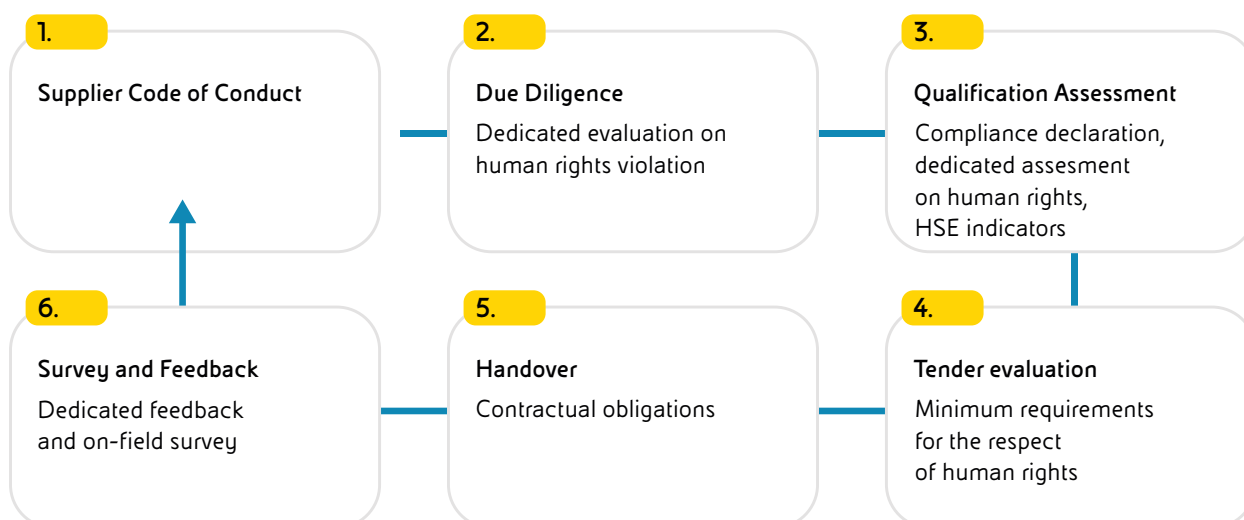 1.
Supplier Code of Conduct
2.
Due Diligence
Dedicated evaluation on
human rights violation
3.
Qualification Assessment
Compliance declaration,
dedicated assesment
on human rights,
HSE indicators
4.
Tender evaluation
Minimum requirements
for the respect
of human rights
5.
Handover
Contractual obligations
6.
Survey and Feedback
Dedicated feedback
and on-field survey